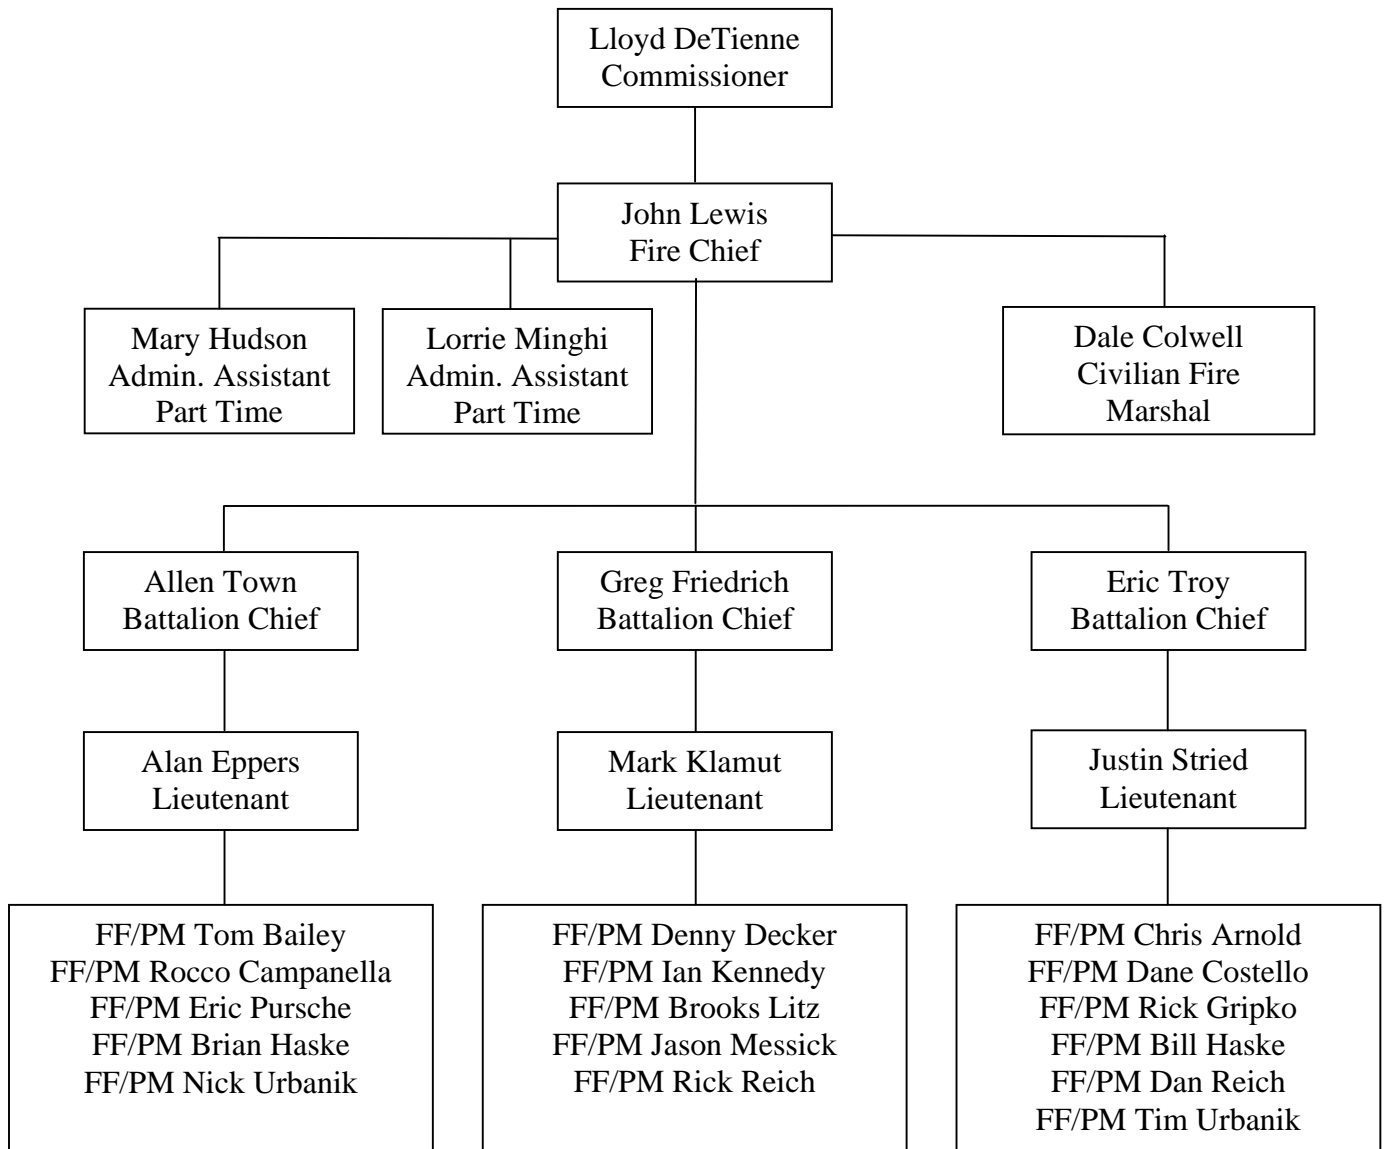 Lloyd DeTienne
Commissioner
John Lewis
Fire Chief
Mary Hudson
Admin. Assistant
Part Time
Lorrie Minghi
Admin. Assistant
Part Time
Dale Colwell
Civilian Fire
Marshal
Allen Town
Battalion Chief
Greg Friedrich
Battalion Chief
Eric Troy
Battalion Chief
Alan Eppers
Lieutenant
Mark Klamut
Lieutenant
Justin Stried
Lieutenant
FF/PM Tom Bailey
FF/PM Rocco Campanella
FF/PM Eric Pursche
FF/PM Brian Haske
FF/PM Nick Urbanik
FF/PM Denny Decker
FF/PM Ian Kennedy
FF/PM Brooks Litz
FF/PM Jason Messick
FF/PM Rick Reich
FF/PM Chris Arnold
FF/PM Dane Costello
FF/PM Rick Gripko
FF/PM Bill Haske
FF/PM Dan Reich
FF/PM Tim Urbanik